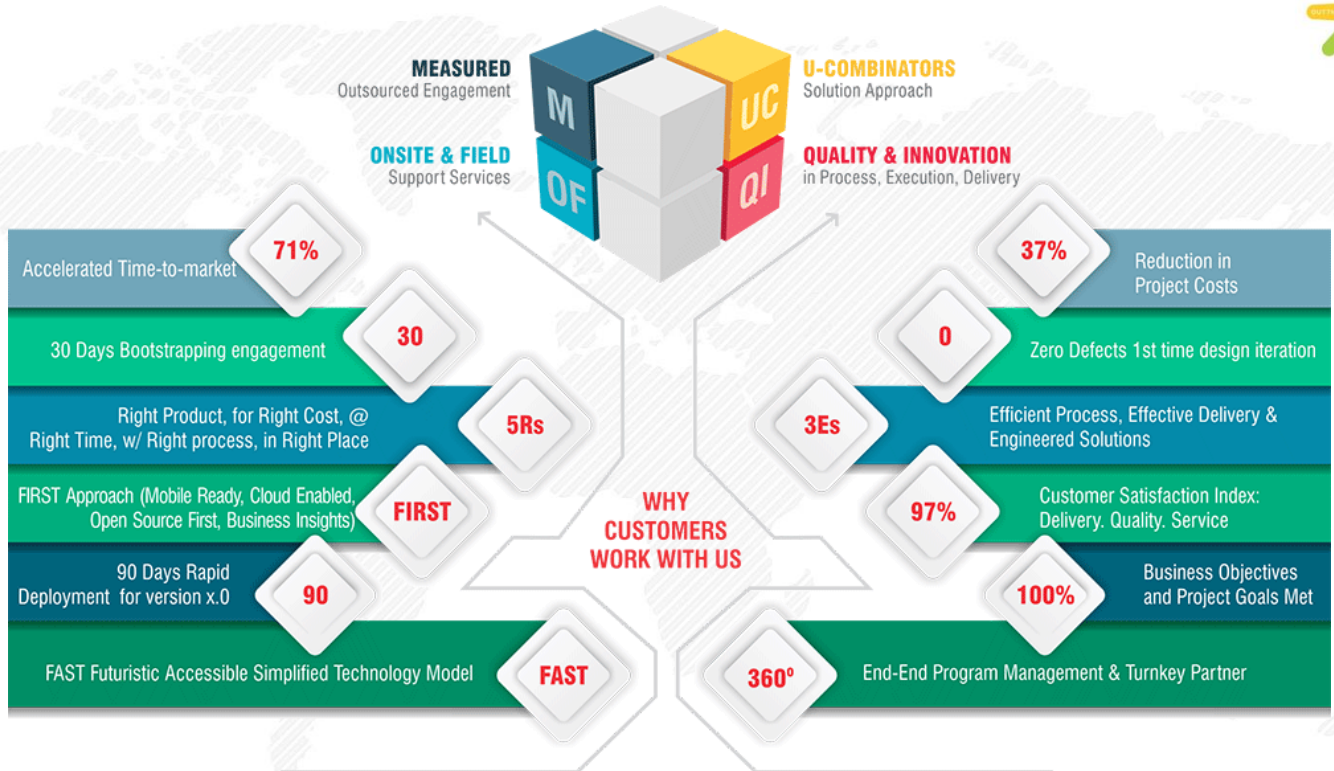 MEASURED
Outsourced Engagement
ONSITE & FIELD
Support Services
M
OF
UC
QI
U-COMBINATORS
Solution Approach
QUALITY & INNOVATION
in Process, Execution, Delivery
Accelerated Time-to-market
71%
30 Days Bootstrapping engagement
30
Right Product, for Right Cost, @
Right Time, w/ Right process, in Right Place
5Rs
FIRST Approach (Mobile Ready, Cloud Enabled,
Open Source First, Business Insights)
FIRST
90 Days Rapid
Deployment for version x.0
90
FAST Futuristic Accessible Simplified Technology Model
FAST
WHY
CUSTOMERS
WORK WITH US
37%
Reduction in
Project Costs
0
Zero Defects 1st time design iteration
3Es
Efficient Process, Effective Delivery &
Engineered Solutions
97%
Customer Satisfaction Index:
Delivery. Quality. Service
100%
Business Objectives
and Project Goals Met
360º
End-End Program Management & Turnkey Partner